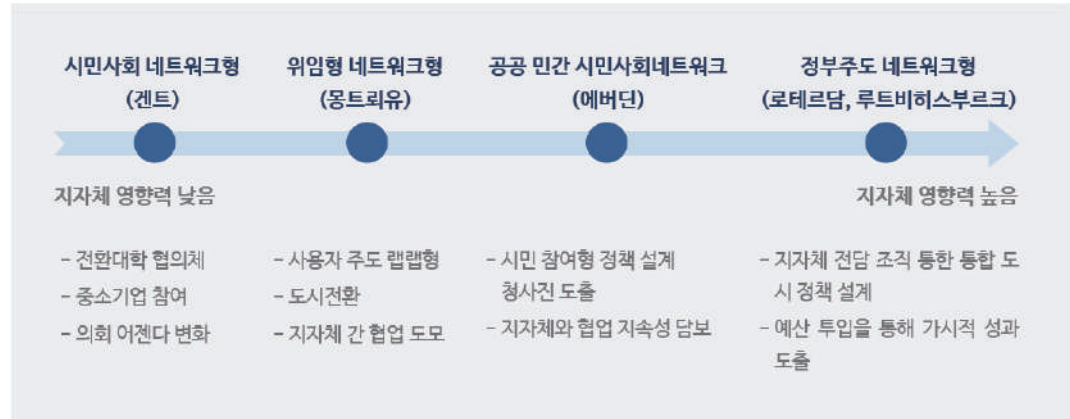 시민사회 네트워크형
(겐트)
위임형 네트워크형
(몽트뢰유)
공공 민간 시민사회네트워크
(에버딘)
정부주도 네트워크형
(로테르담, 루트비히스부르크)
지자체 영향력 낮음
지자체 영향력 높음
- 전환대학 협의체
- 중소기업 참여
- 의회 어젠다 변화
- 사용자 주도 랩랩형
- 도시전환
- 지자체 간 협업 도모
- 시민 참여형 정책 설계
청사진 도출
- 지자체와 협업 지속성 담보
- 지자체 전담 조직 통한 통합 도
시 정책 설계
- 예산 투입을 통해 가시적 성과
도출